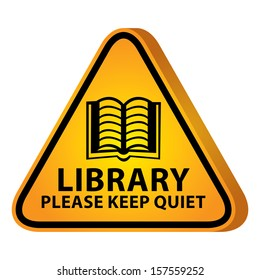 LIBRARY
PLEASE KEEP QUIET
shutterstock.com · 157559252